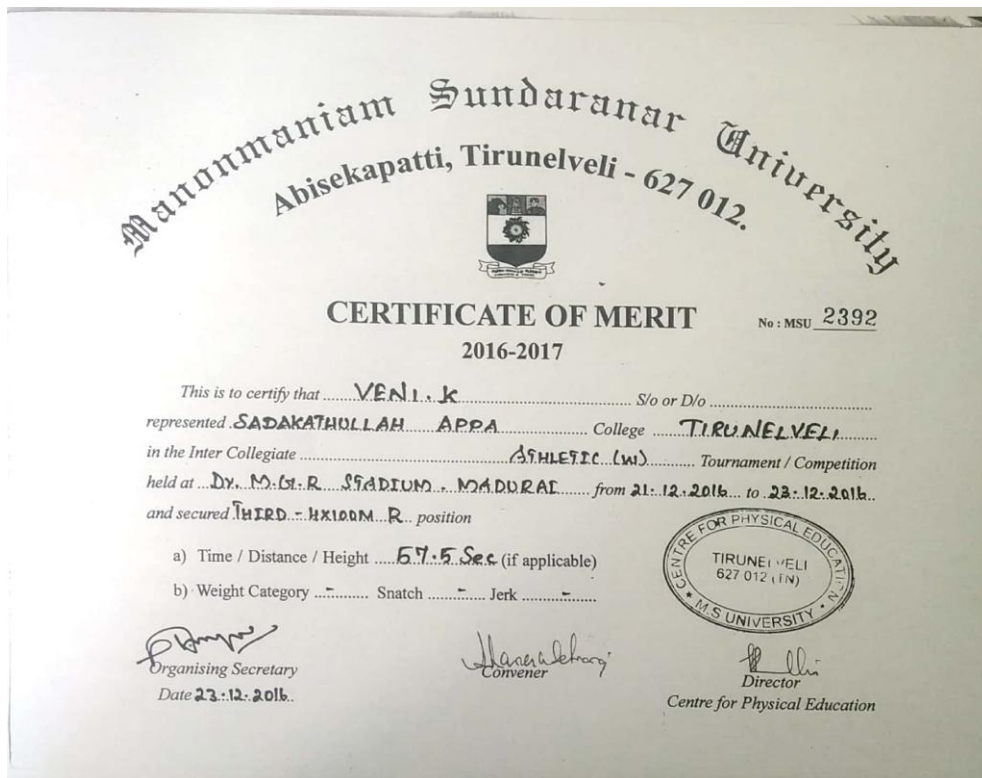 Manonmaniam Sundaranar University
Abisekapatti, Tirunelveli - 627 012.
CERTIFICATE OF MERIT
No : MSU 2392
2016-2017
This is to certify that ...... VENI. K ...... S/o or D/o ......
represented SADAKATHULLAH APPA ...... College ...... TIRUNELVELI ......
in the Inter Collegiate ...... ATHLETIC (W) ...... Tournament / Competition
held at ... Dr. M.G.R STADIUM. MADURAI ...... from 21.12.2016 ... to 23.12.2016 ..
and secured THIRD - 4X100M R position
a) Time / Distance / Height ..... 57.5 Sec (if applicable)
b) Weight Category ...-...... Snatch ......-.... Jerk .........-......
CENTRE FOR PHYSICAL EDUCATION
TIRUNELVELI
627 012 (TN)
M.S UNIVERSITY
Organising Secretary
Convener
Director
Date 23.12.2016..
Centre for Physical Education